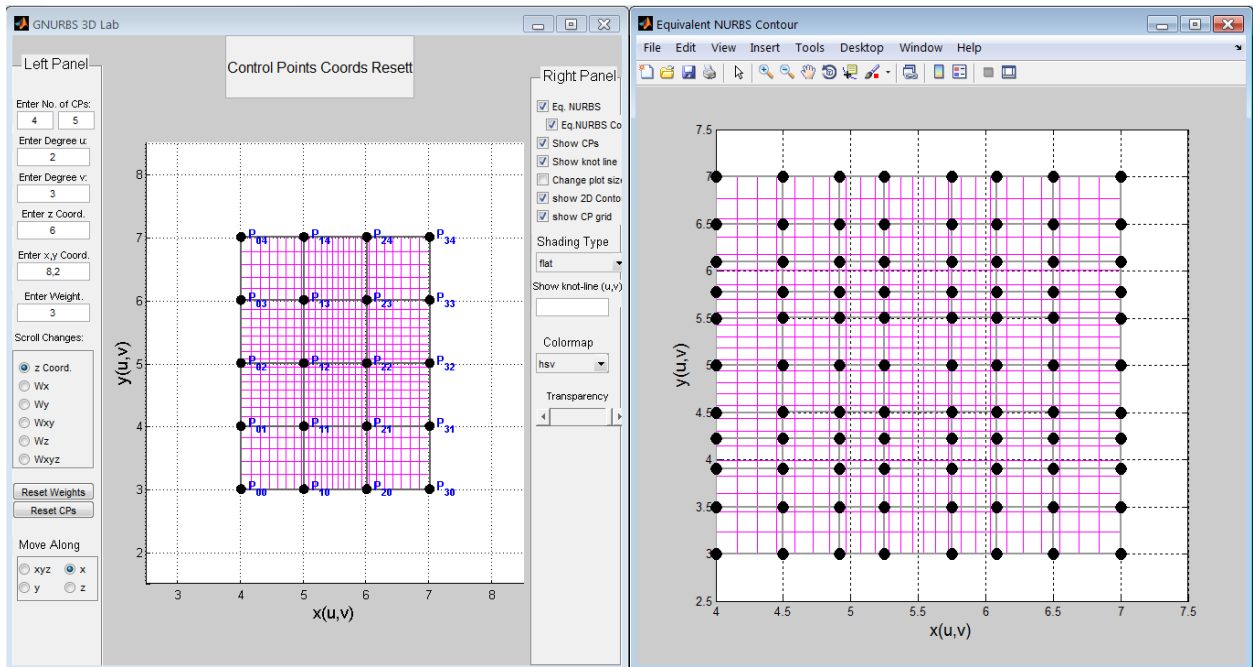 GNURBS 3D Lab
Left Panel
Enter No. of CPs:
4 5
Enter Degree u:
2
Enter Degree v:
3
Enter z Coord.
6
Enter x,y Coord.
8,2
Enter Weight.
3
Scroll Changes:
z Coord.
Wx
Wy
Wxy
Wz
Wxyz
Reset Weights
Reset CPs
Move Along
xyz x
y z
Control Points Coords Resett
8
7
6
5
4
3
2
y(u,v)
P04 P14 P24 P34
P03 P13 P23 P33
P02 P12 P22 P32
P01 P11 P21 P31
P00 P10 P20 P30
3 4 5 6 7 8
x(u,v)
Right Panel
Eq. NURBS
Eq.NURBS Co
Show CPs
Show knot line
Change plot size
show 2D Conto
show CP grid
Shading Type
flat
Show knot-line (u,v)
Colormap
hsv
Transparency
Equivalent NURBS Contour
File Edit View Insert Tools Desktop Window Help
7.5
7
6.5
6
5.5
5
4.5
4
3.5
3
2.5
y(u,v)
4 4.5 5 5.5 6 6.5 7 7.5
x(u,v)